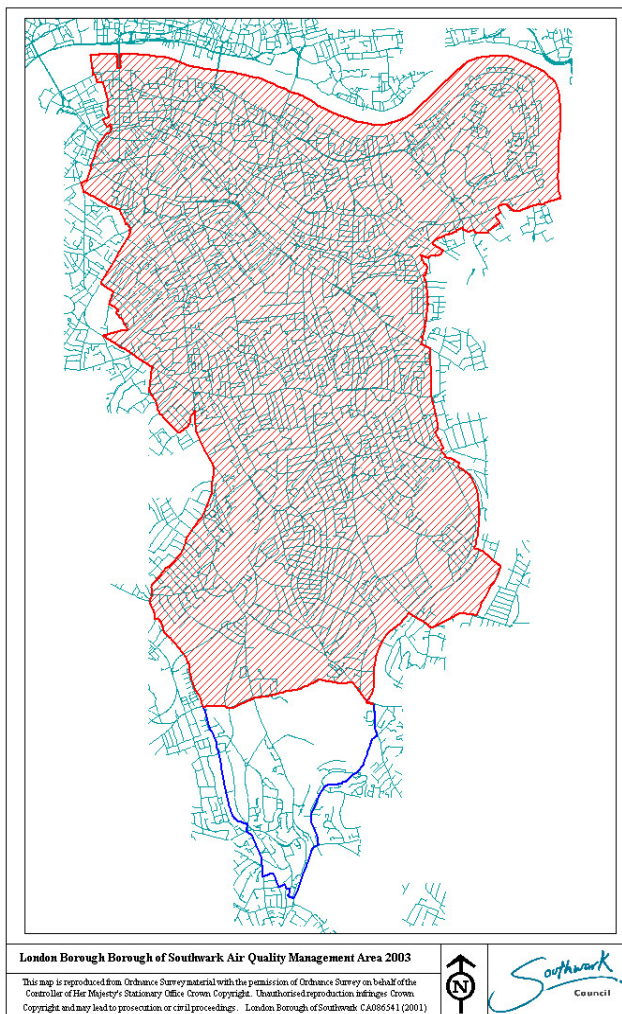 London Borough Borough of Southwark Air Quality Management Area 2003
This map is reproduced from Ordnance Survey material with the permission of Ordnance Survey on behalf of the
Controller of Her Majesty's Stationary Office Crown Copyright. Unauthorised reproduction infringes Crown
Copyright and may lead to prosecution or civil proceedings. London Borough of Southwark CA086541 (2001)
N
Southwark
Council